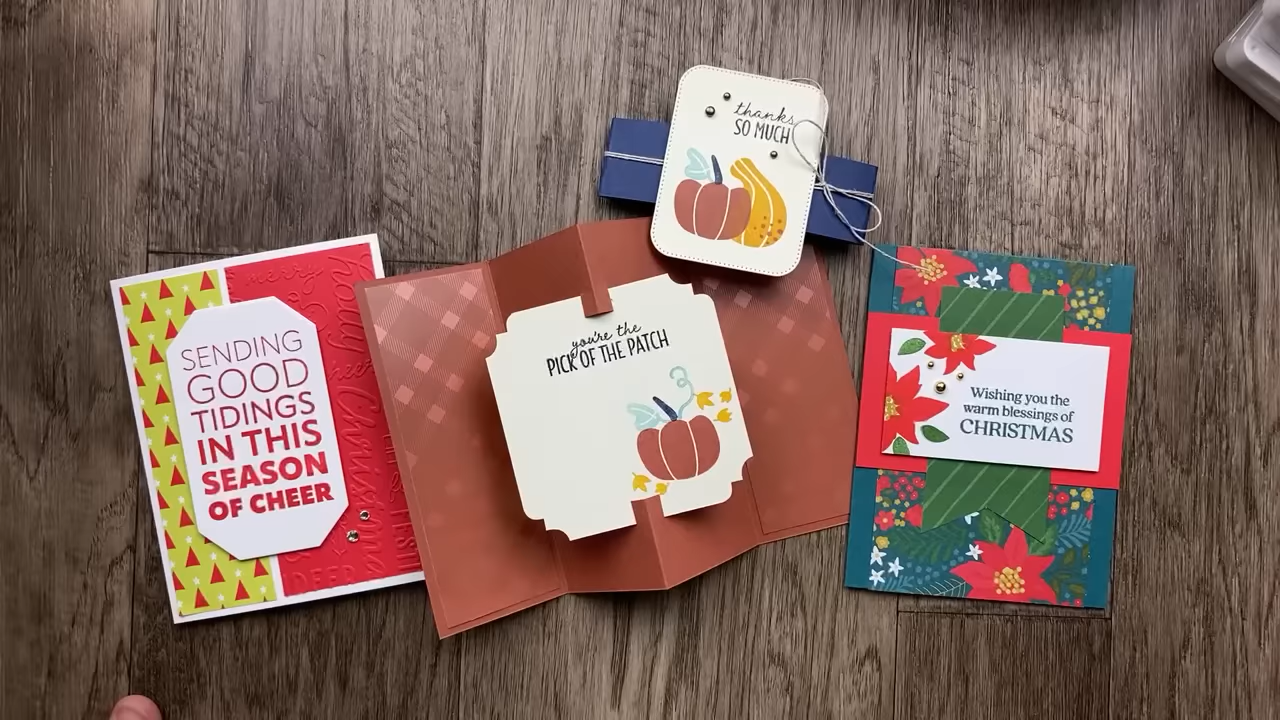 thanks
SO MUCH
SENDING
GOOD
TIDINGS
IN THIS
SEASON
OF CHEER
merry
you're the
PICK OF THE PATCH
Wishing you the
warm blessings of
CHRISTMAS